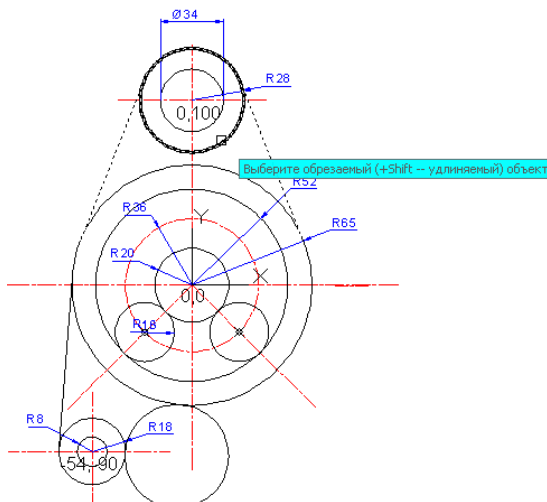 Ø34
R28
0,100
Выберите обрезаемый (+Shift -- удлиняемый) объект
R52
R36
Y
R65
R20
X
0,0
R16
R8
R18
-54,-90